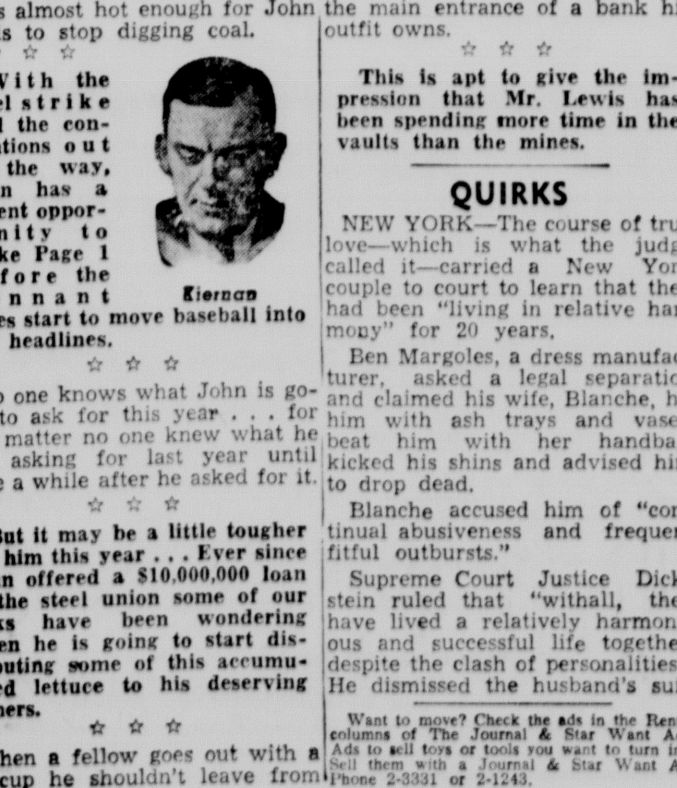 s almost hot enough for John
s to stop digging coal.
☆ ☆ ☆
With the
el strike
d the con-
ations out
the way,
n has a
ent oppor-
nity to
ke Page 1
fore the
nnant
Kiernan
es start to move baseball into
headlines.
☆ ☆ ☆
o one knows what John is go-
to ask for this year . . . for
matter no one knew what he
asking for last year until
e a while after he asked for it.
☆ ☆ ☆
But it may be a little tougher
him this year . . . Ever since
n offered a $10,000,000 loan
the steel union some of our
ks have been wondering
en he is going to start dis-
buting some of this accumu-
ed lettuce to his deserving
ners.
☆ ☆ ☆
hen a fellow goes out with a
cup he shouldn't leave from
the main entrance of a bank hi
outfit owns.
☆ ☆ ☆
This is apt to give the im-
pression that Mr. Lewis has
been spending more time in the
vaults than the mines.
QUIRKS
NEW YORK—The course of tru
love—which is what the judg
called it—carried a New Yor
couple to court to learn that the
had been "living in relative har
mony" for 20 years.
Ben Margoles, a dress manufac
turer, asked a legal separatio
and claimed his wife, Blanche, h
him with ash trays and vase
beat him with her handba
kicked his shins and advised hi
to drop dead.
Blanche accused him of "con
tinual abusiveness and frequen
fitful outbursts."
Supreme Court Justice Dick
stein ruled that "withall, the
have lived a relatively harmon
ous and successful life togethe
despite the clash of personalities
He dismissed the husband's sui
Want to move? Check the ads in the Ren
columns of The Journal & Star Want A
Ads to sell toys or tools you want to turn i
Sell them with a Journal & Star Want A
Phone 2-3331 or 2-1243.